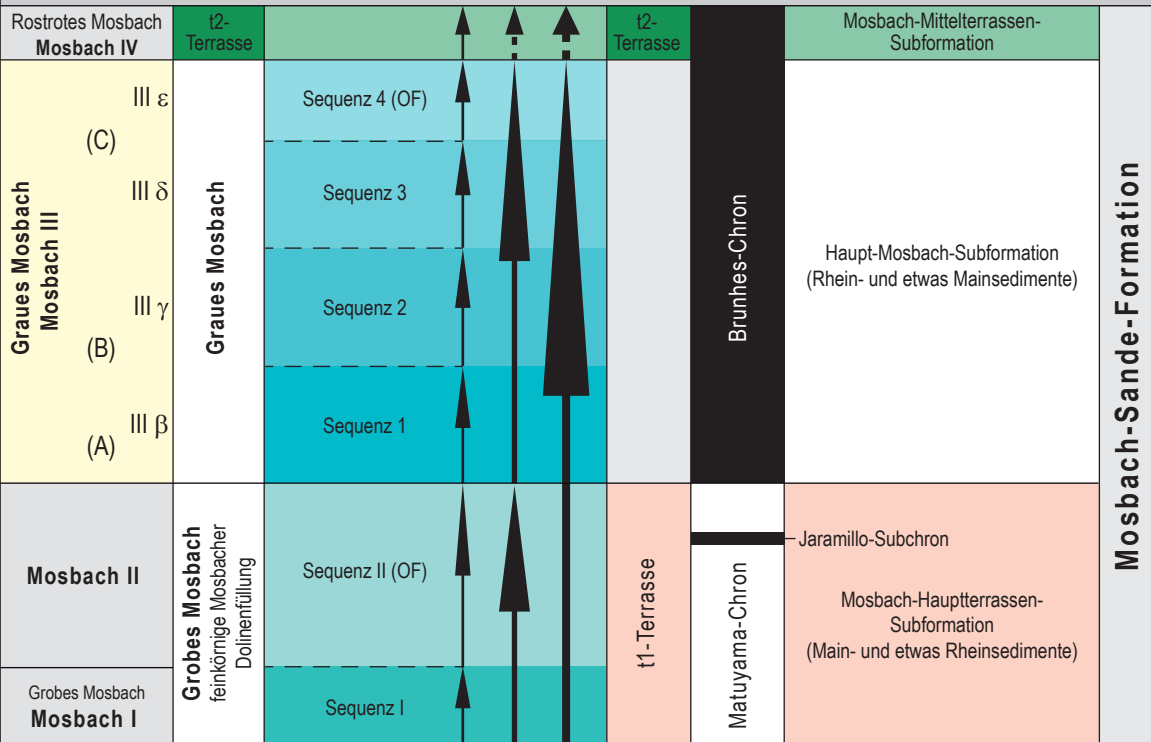 Rostrotes Mosbach
Mosbach IV
t2-
Terrasse
t2-
Terrasse
Mosbach-Mittelterrassen-
Subformation
Graues Mosbach
Mosbach III
III ε
(C)
III δ
III γ
(B)
III β
(A)
Graues Mosbach
Sequenz 4 (OF)
Sequenz 3
Sequenz 2
Sequenz 1
Brunhes-Chron
Haupt-Mosbach-Subformation
(Rhein- und etwas Mainsedimente)
Mosbach-Sande-Formation
Mosbach II
Grobes Mosbach
Mosbach I
Grobes Mosbach
feinkörnige Mosbacher
Dolinenfüllung
Sequenz II (OF)
Sequenz I
t1-Terrasse
Matuyama-Chron
Jaramillo-Subchron
Mosbach-Hauptterrassen-
Subformation
(Main- und etwas Rheinsedimente)